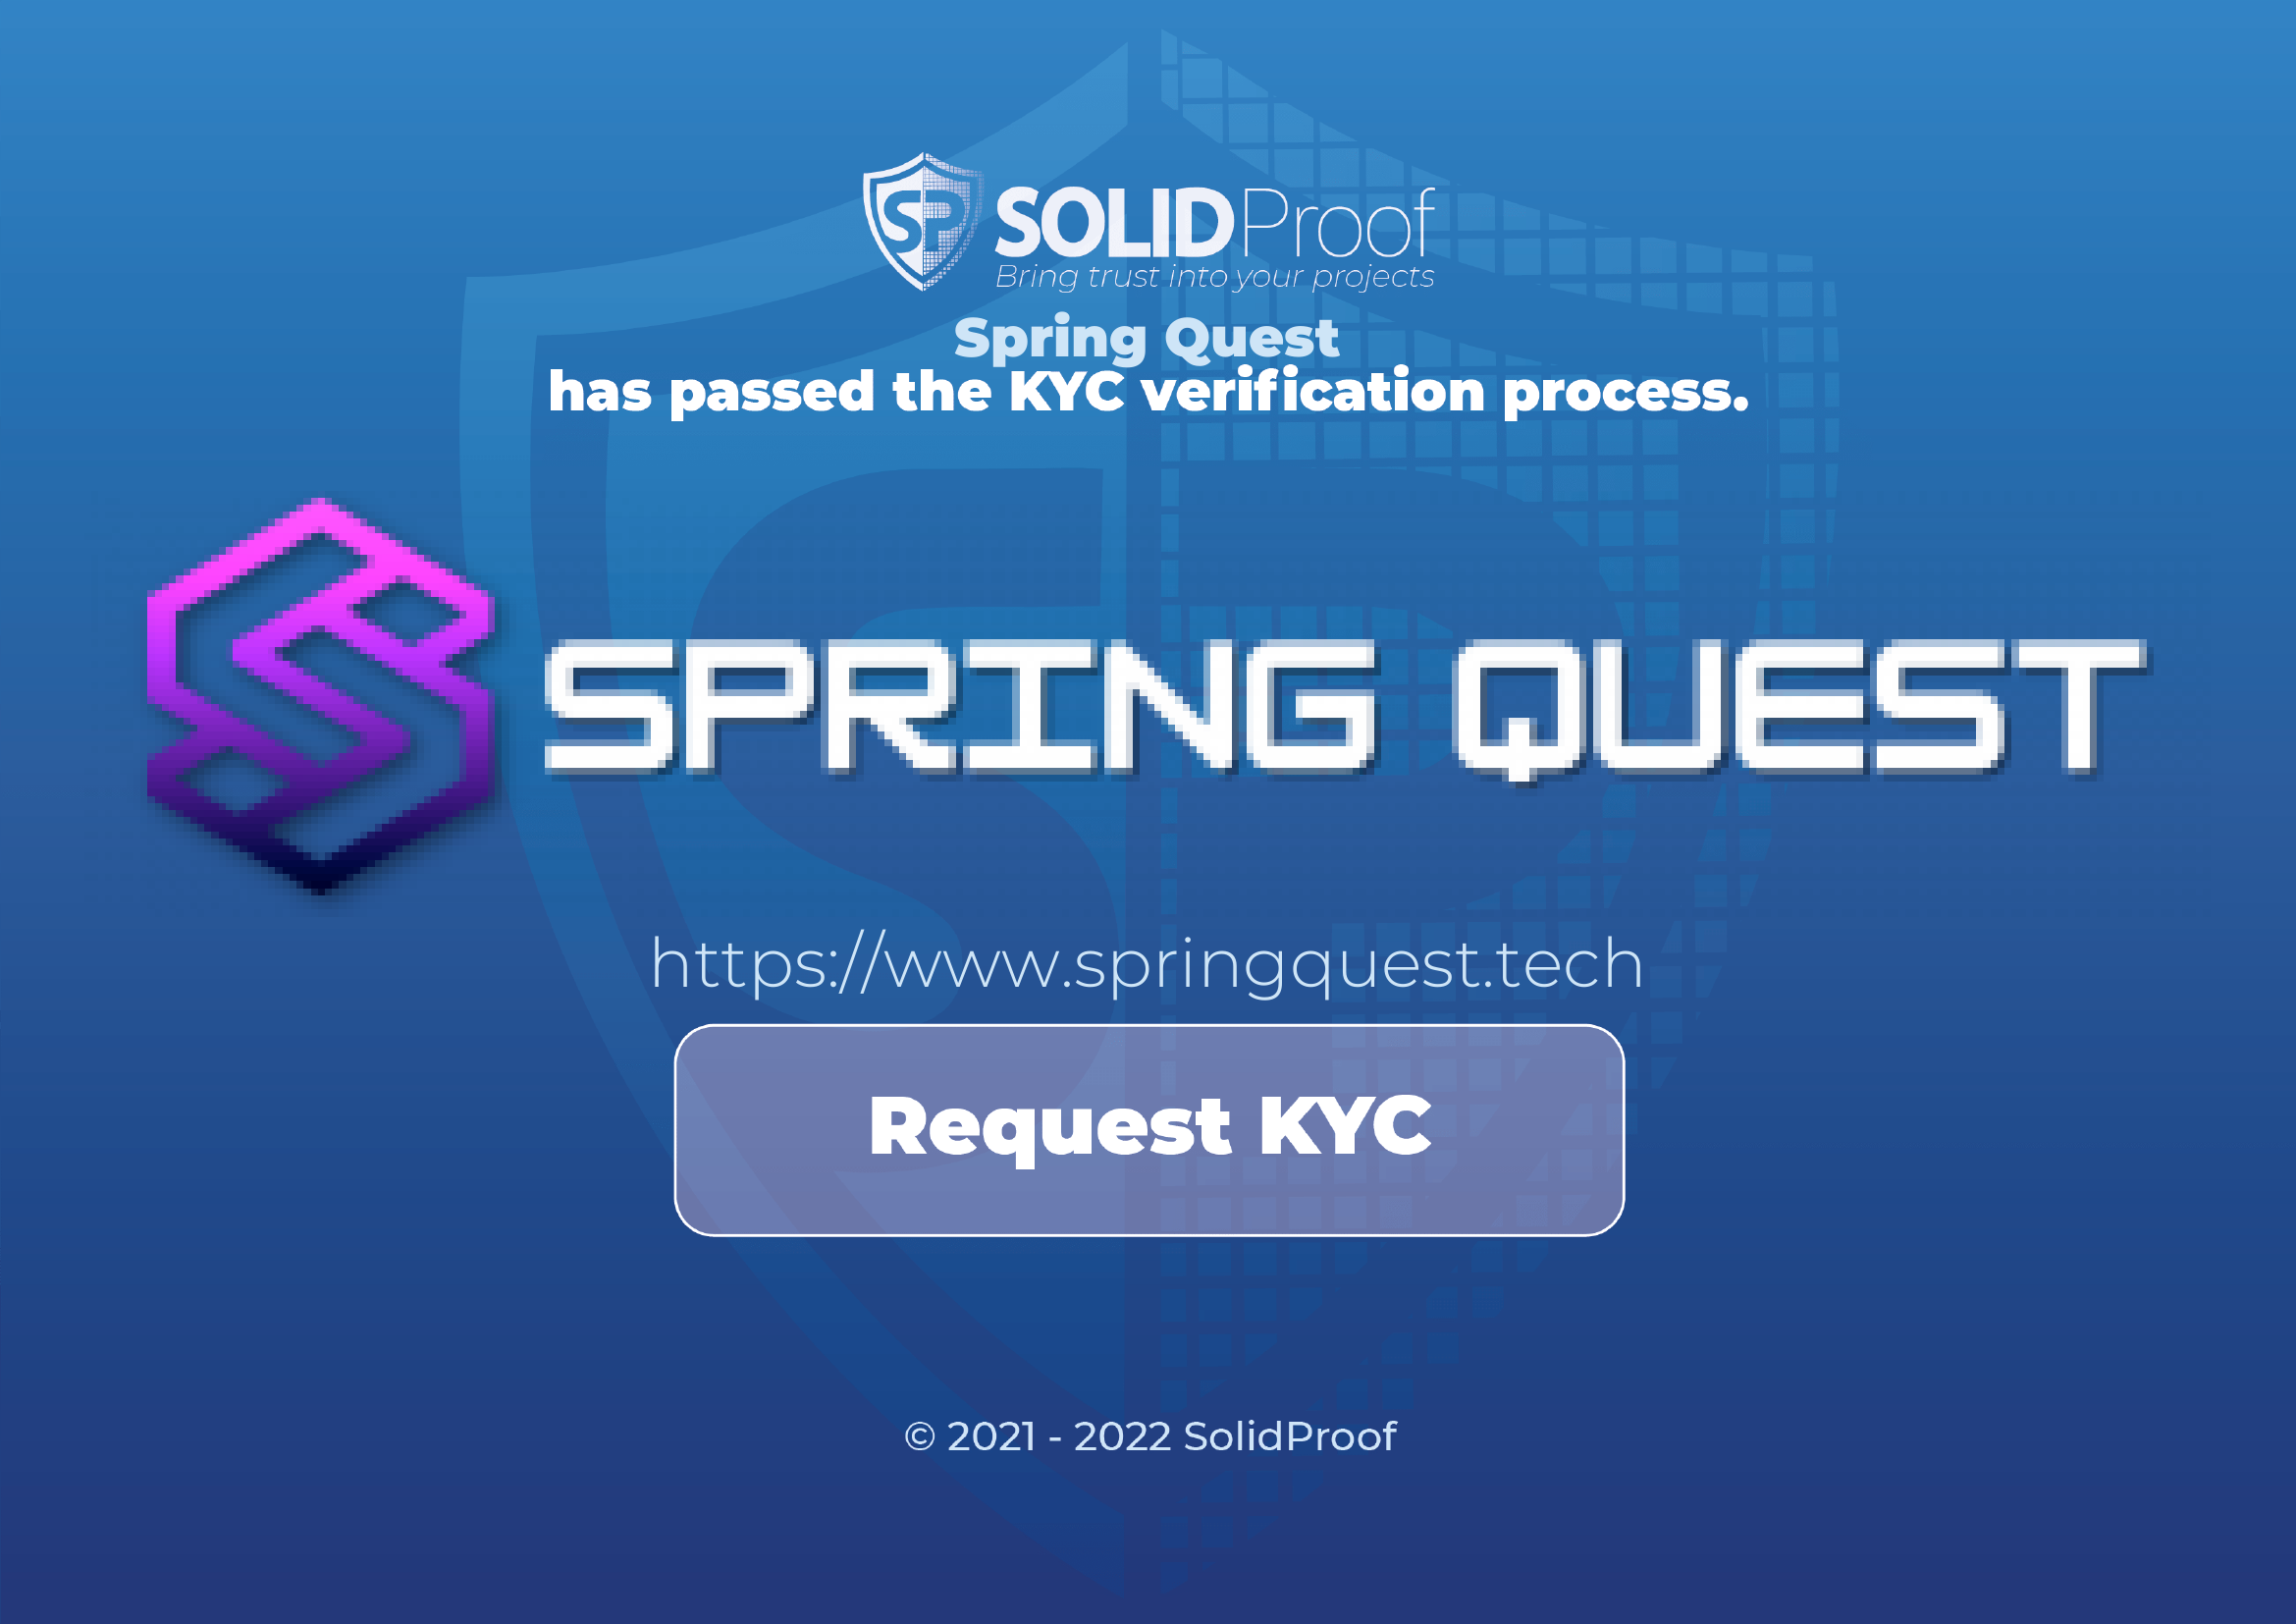 SP SOLIDProof
Bring trust into your projects
Spring Quest
has passed the KYC verification process.
SPRING QUEST
https://www.springquest.tech
Request KYC
© 2021 - 2022 SolidProof